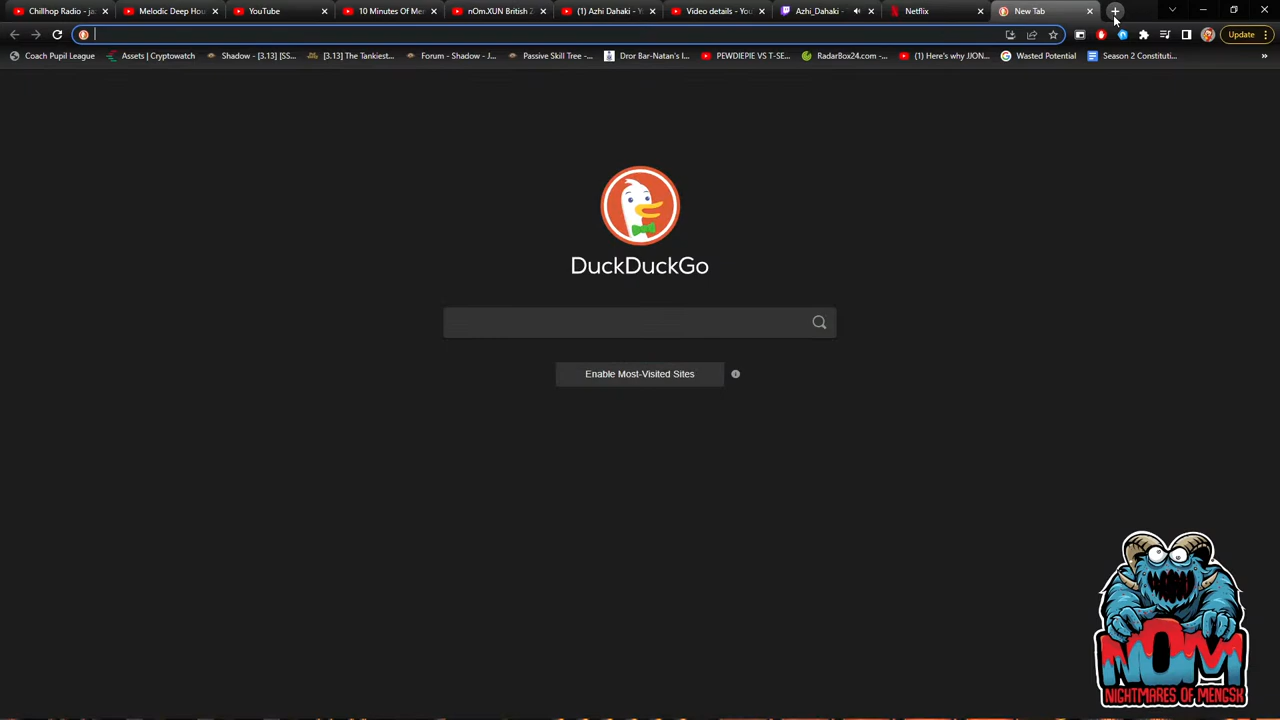 Chillhop Radio - ja
Melodic Deep Hou
YouTube
10 Minutes Of Mer
nOm.XUN British Z
(1) Azhi Dahaki - Y
Video details - You
Azhi_Dahaki -
Netflix
New Tab
Update
Coach Pupil League
Assets | Cryptowatch
Shadow - [3.13] [SS...
[3.13] The Tankiest...
Forum - Shadow - J...
Passive Skill Tree -...
Dror Bar-Natan's I...
PEWDIEPIE VS T-SE...
RadarBox24.com -...
(1) Here's why JJON...
Wasted Potential
Season 2 Constituti...
»
DuckDuckGo
Enable Most-Visited Sites
NOM
NIGHTMARES OF MENGSK